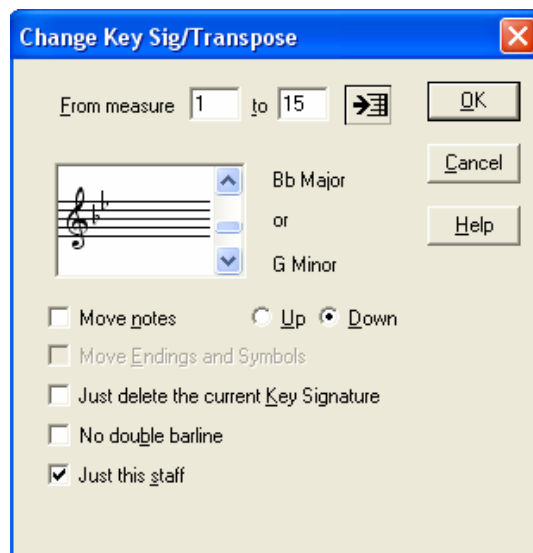 Change Key Sig/Transpose
From measure 1 to 15
OK
Cancel
Help
Bb Major
or
G Minor
Move notes Up Down
Move Endings and Symbols
Just delete the current Key Signature
No double barline
Just this staff